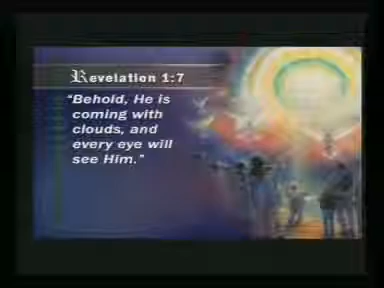 Revelation 1:7
"Behold, He is
coming with
clouds, and
every eye will
see Him."